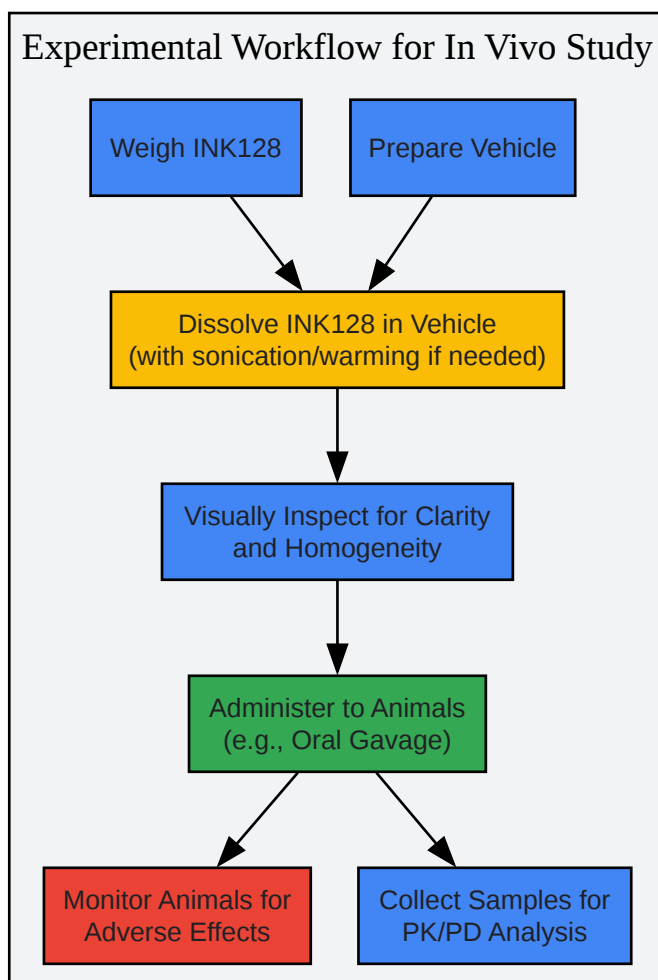 Experimental Workflow for In Vivo Study
Weigh INK128
Prepare Vehicle
Dissolve INK128 in Vehicle
(with sonication/warming if needed)
Visually Inspect for Clarity
and Homogeneity
Administer to Animals
(e.g., Oral Gavage)
Monitor Animals for
Adverse Effects
Collect Samples for
PK/PD Analysis